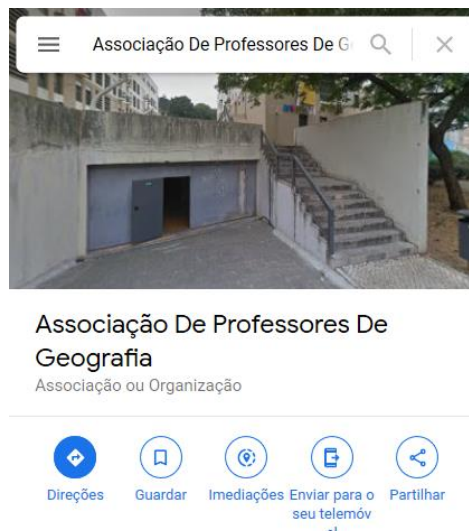 Associação De Professores De G
Associação De Professores De
Geografia
Associação ou Organização
Direções
Guardar
Imediações
Enviar para o
seu telemóv
Partilhar